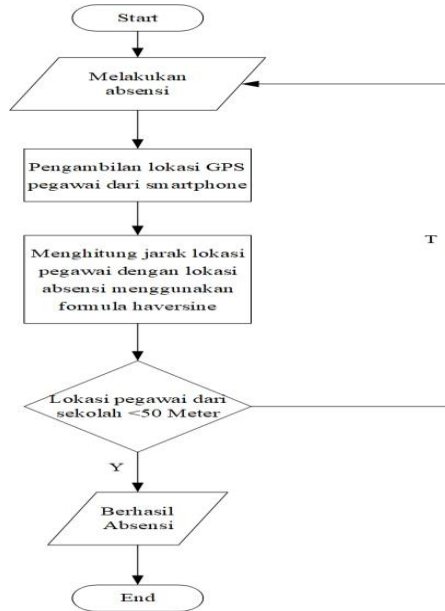 Start
Melakukan
absensi
Pengambilan lokasi GPS
pegawai dari smartphone
Menghitung jarak lokasi
pegawai dengan lokasi
absensi menggunakan
formula haversine
T
Lokasi pegawai dari
sekolah <50 Meter
Y
Berhasil
Absensi
End